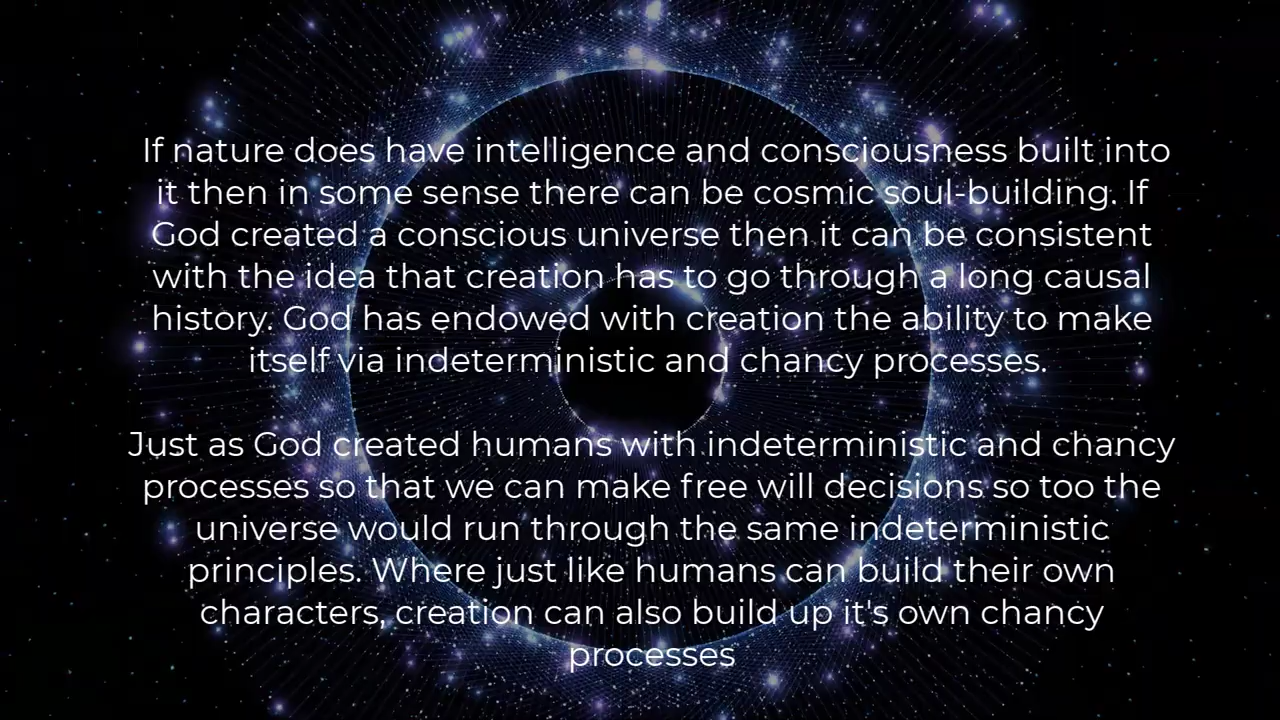 If nature does have intelligence and consciousness built into
it then in some sense there can be cosmic soul-building. If
God created a conscious universe then it can be consistent
with the idea that creation has to go through a long causal
history. God has endowed with creation the ability to make
itself via indeterministic and chancy processes.
Just as God created humans with indeterministic and chancy
processes so that we can make free will decisions so too the
universe would run through the same indeterministic
principles. Where just like humans can build their own
characters, creation can also build up it's own chancy
processes